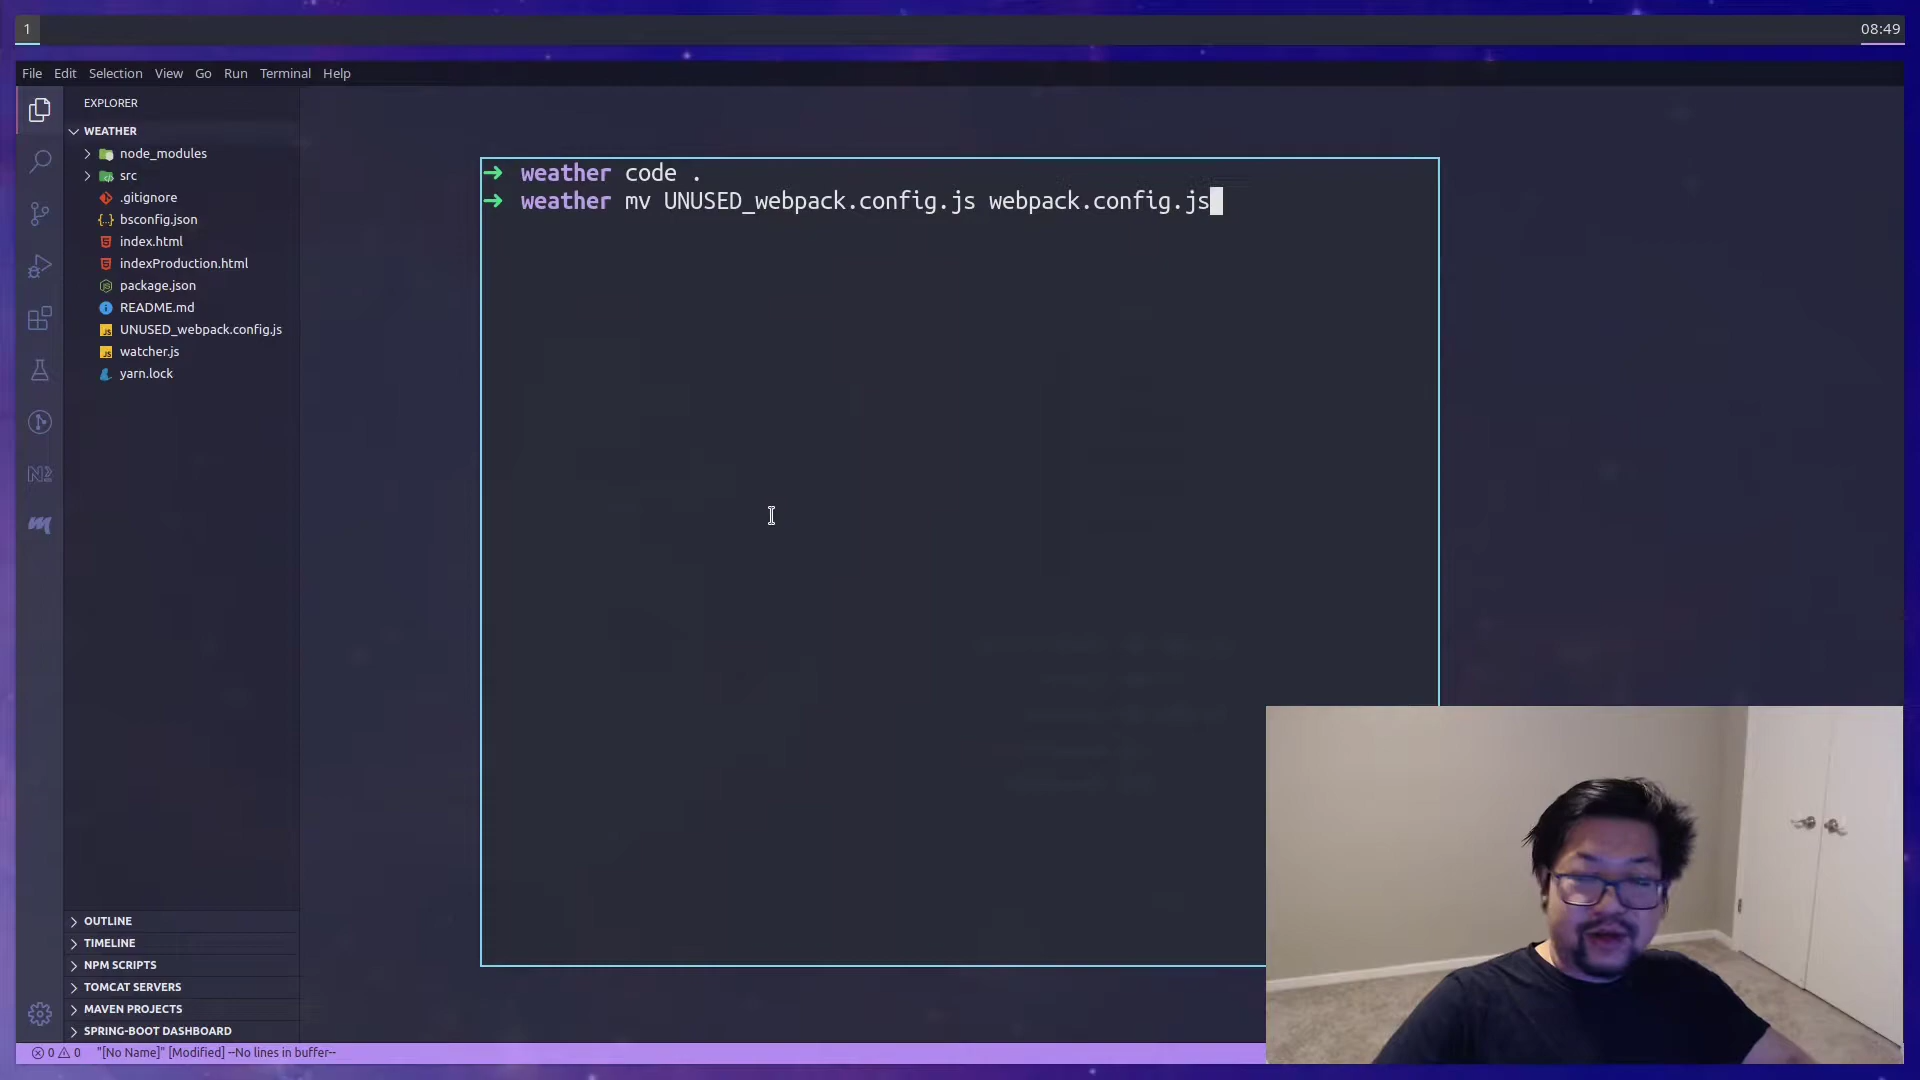 1
08:49
File Edit Selection View Go Run Terminal Help
EXPLORER
WEATHER
node_modules
src
.gitignore
bsconfig.json
index.html
indexProduction.html
package.json
README.md
UNUSED_webpack.config.js
watcher.js
yarn.lock
➜ weather code .
➜ weather mv UNUSED_webpack.config.js webpack.config.js
OUTLINE
TIMELINE
NPM SCRIPTS
TOMCAT SERVERS
MAVEN PROJECTS
SPRING-BOOT DASHBOARD
0 0 "[No Name]" [Modified] --No lines in buffer--